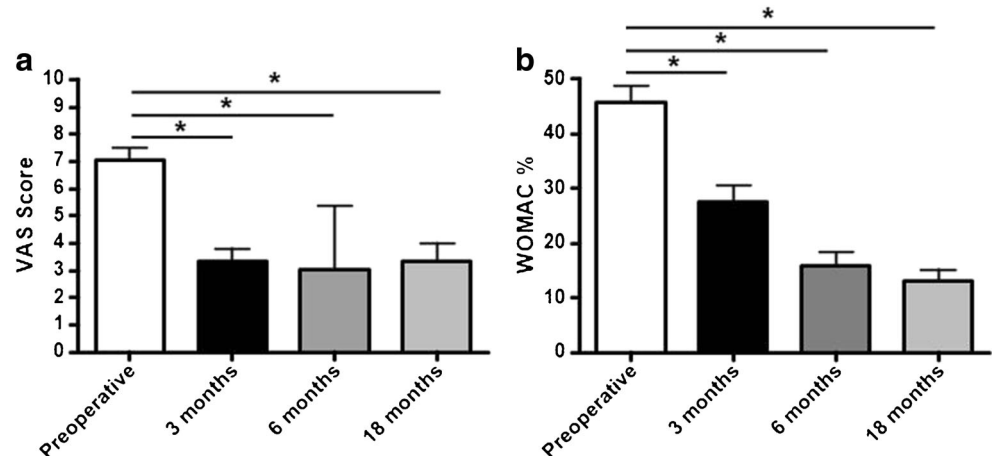 a
*
*
*
VAS Score
10
9
8
7
6
5
4
3
2
1
0
Preoperative
3 months
6 months
18 months
b
*
*
*
WOMAC %
50
40
30
20
10
0
Preoperative
3 months
6 months
18 months